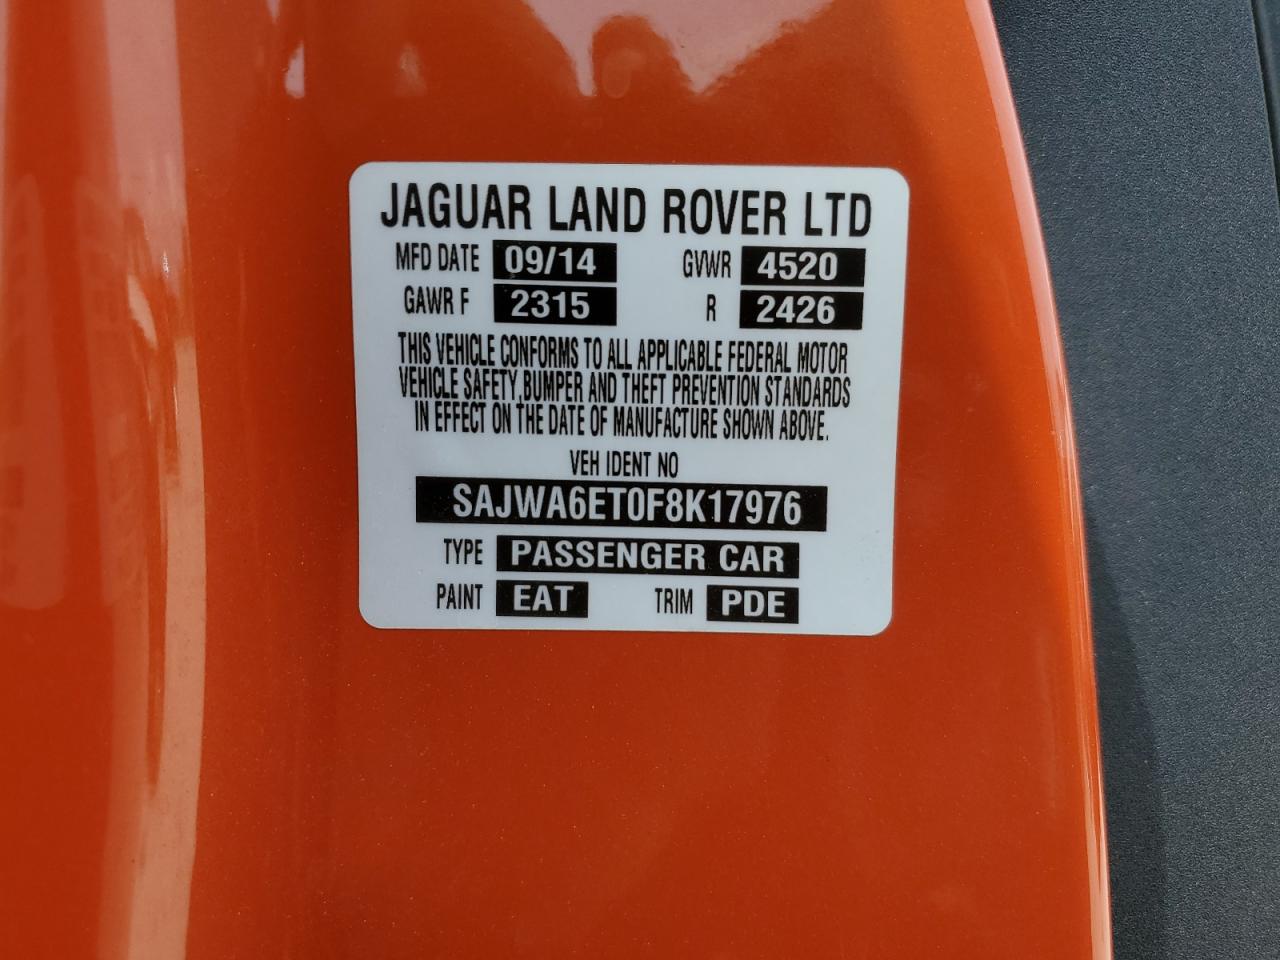 JAGUAR LAND ROVER LTD
MFD DATE 09/14 GVWR 4520
GAWR F 2315 R 2426
THIS VEHICLE CONFORMS TO ALL APPLICABLE FEDERAL MOTOR
VEHICLE SAFETY, BUMPER AND THEFT PREVENTION STANDARDS
IN EFFECT ON THE DATE OF MANUFACTURE SHOWN ABOVE.
VEH IDENT NO
SAJWA6ET0F8K17976
TYPE PASSENGER CAR
PAINT EAT TRIM PDE